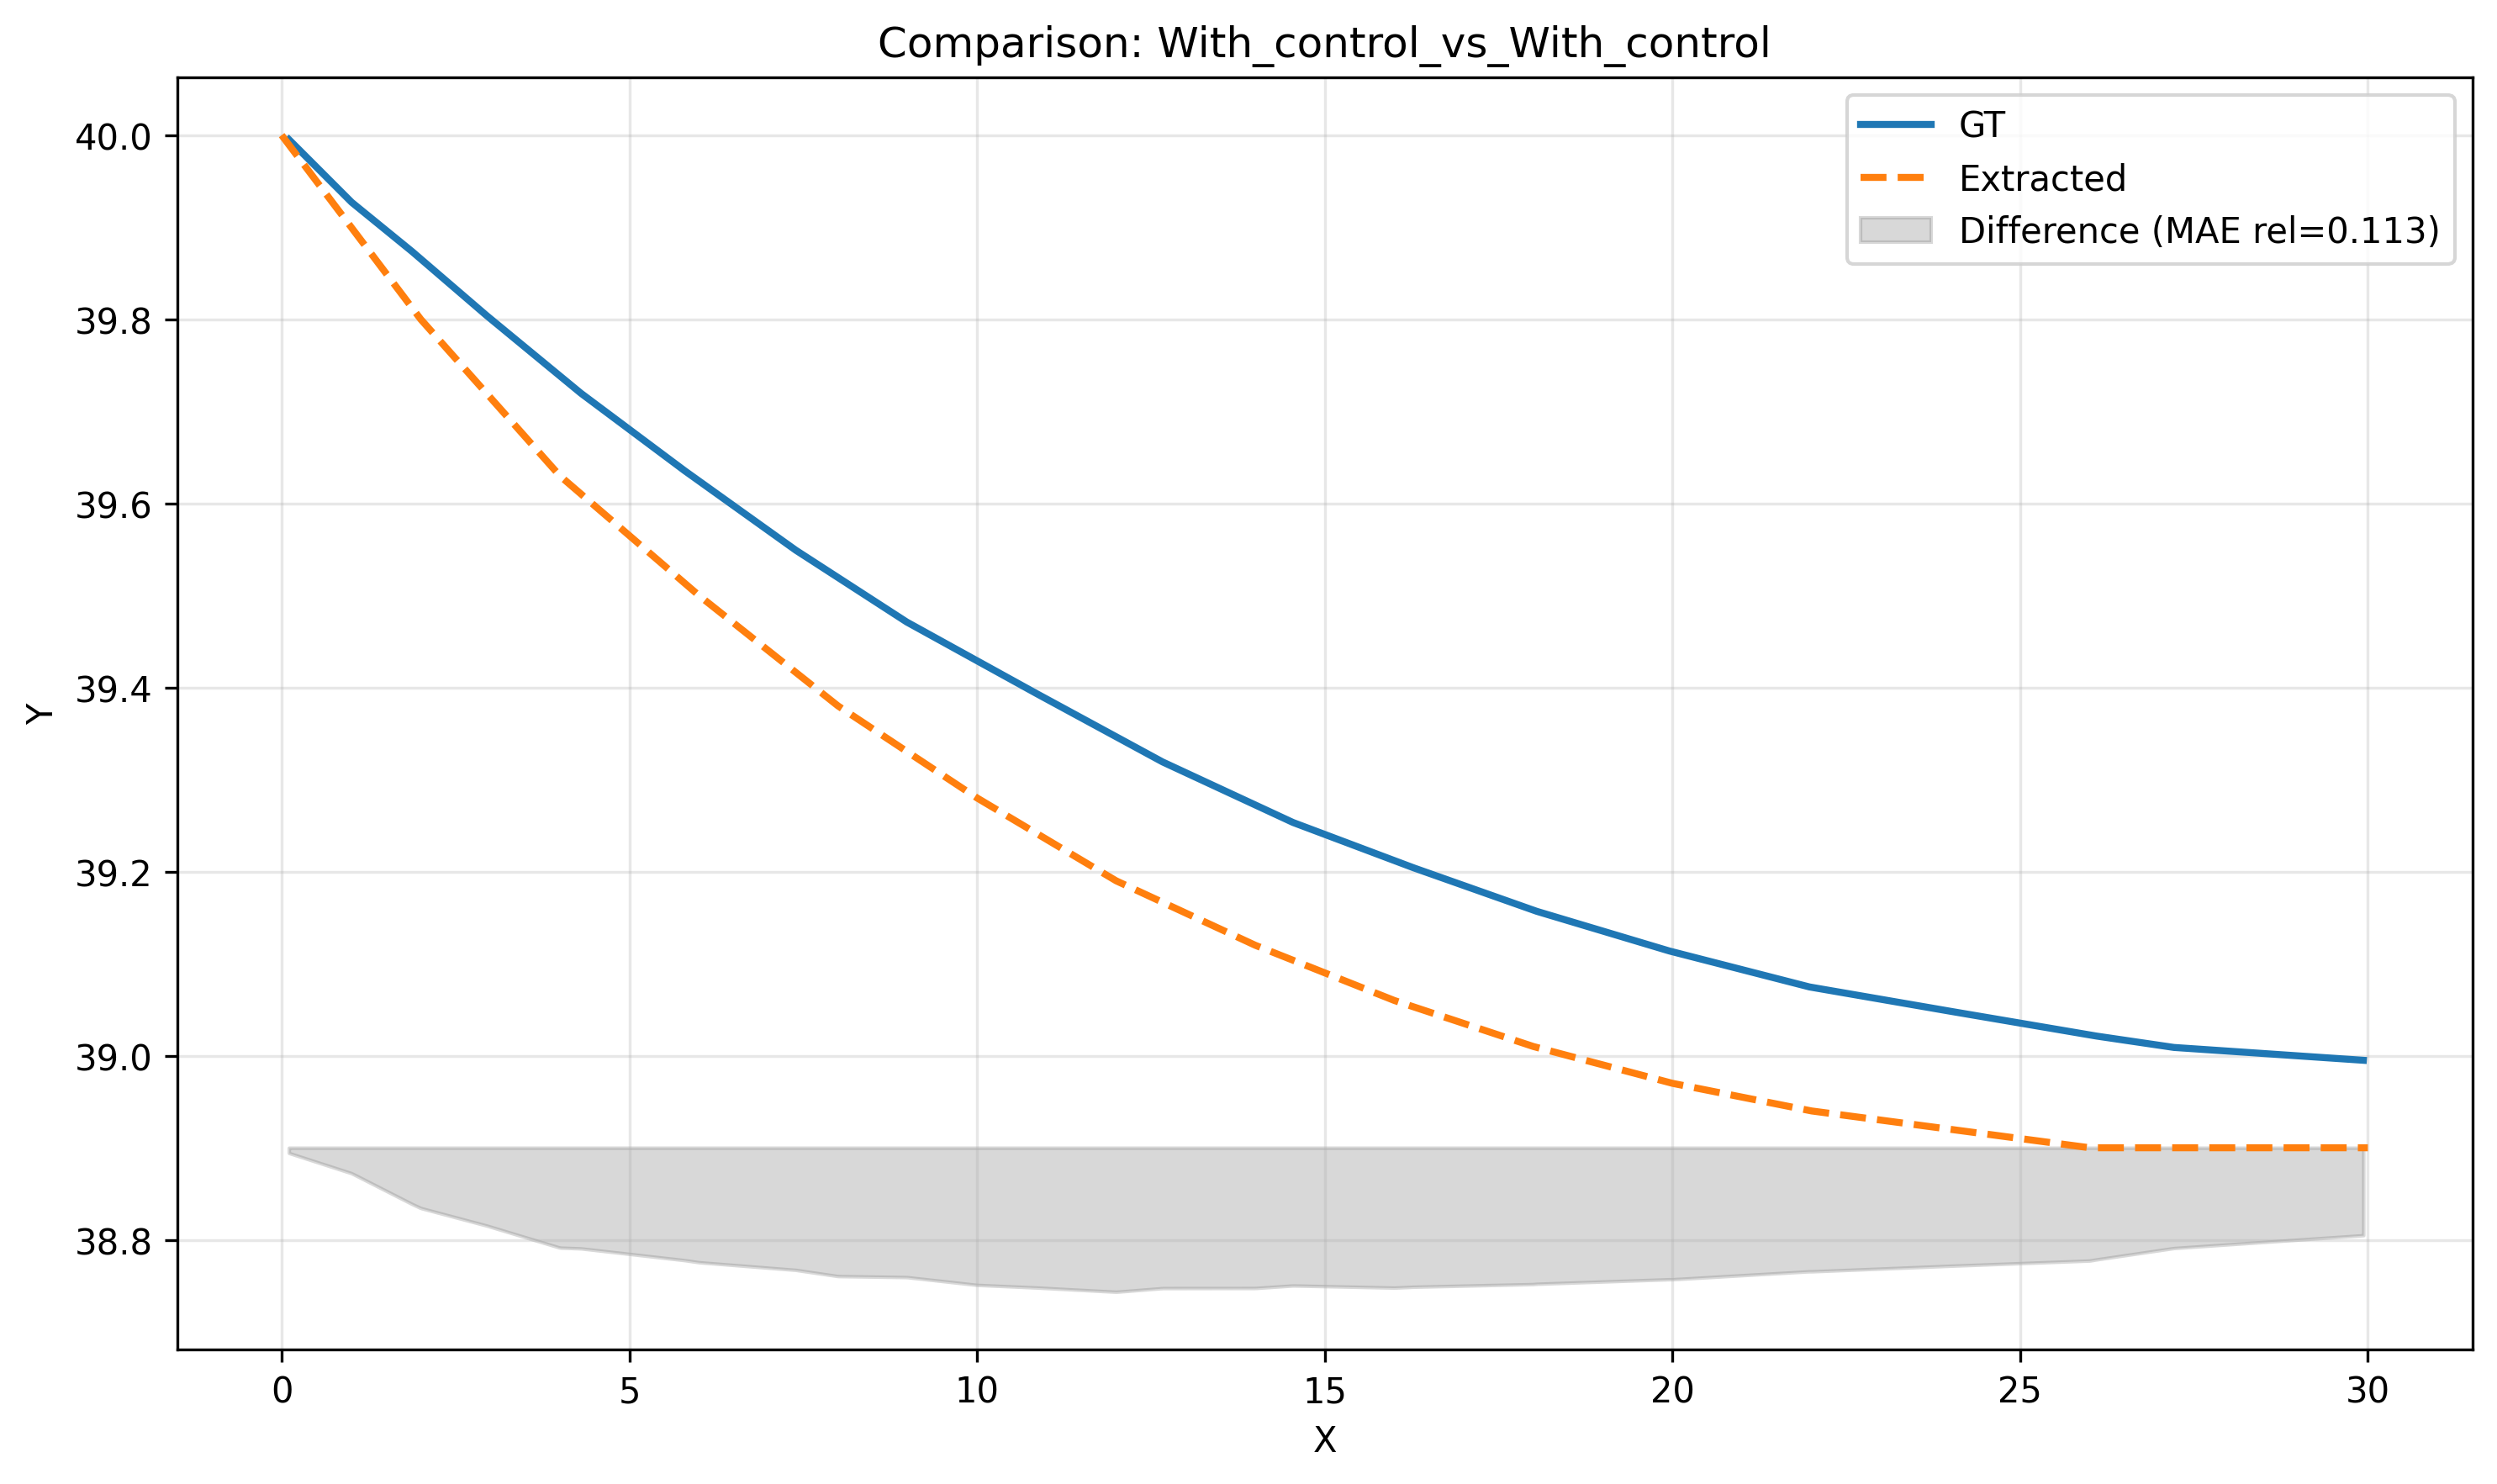 Comparison: With_control_vs_With_control
GT
Extracted
Difference (MAE rel=0.113)
40.0
39.8
39.6
39.4
39.2
39.0
38.8
Y
0 5 10 15 20 25 30
X